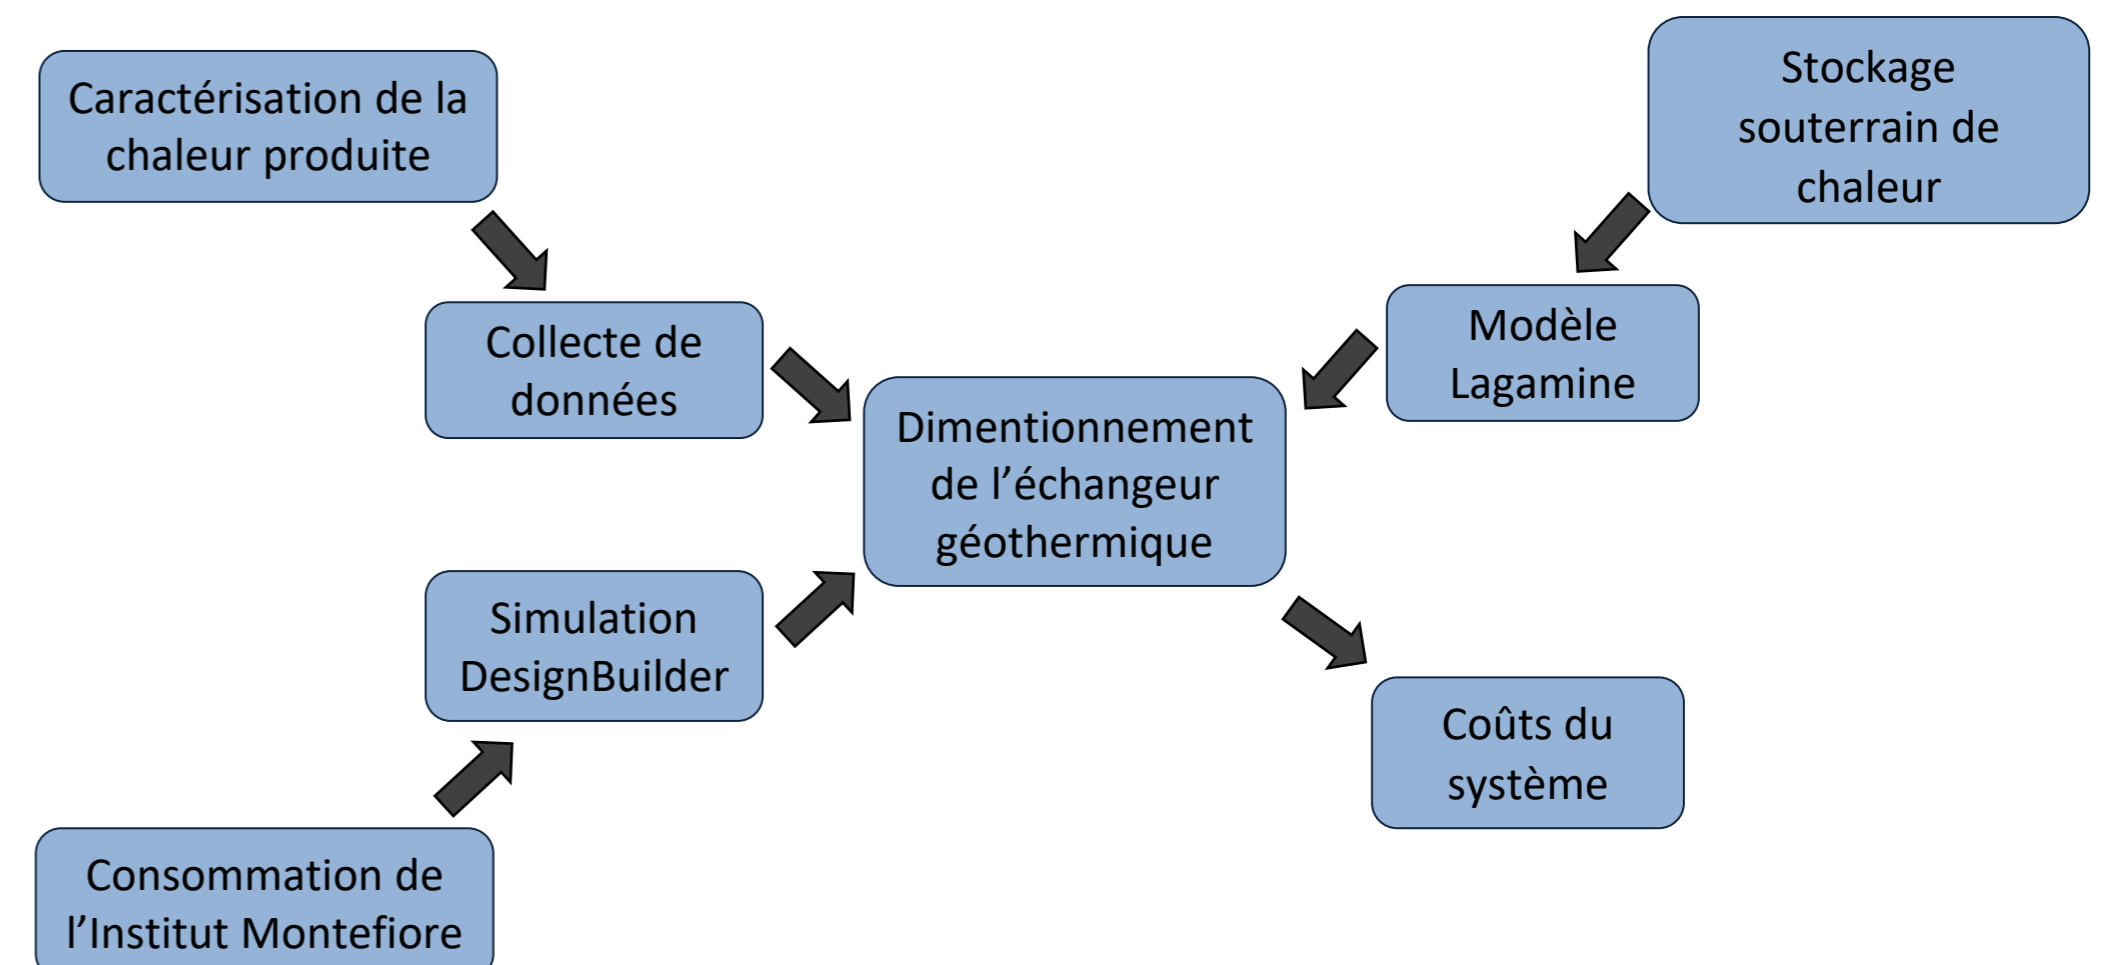 Caractérisation de la
chaleur produite
Stockage
souterrain de
chaleur
Collecte de
données
Modèle
Lagamine
Dimentionnement
de l’échangeur
géothermique
Simulation
DesignBuilder
Coûts du
système
Consommation de
l’Institut Montefiore